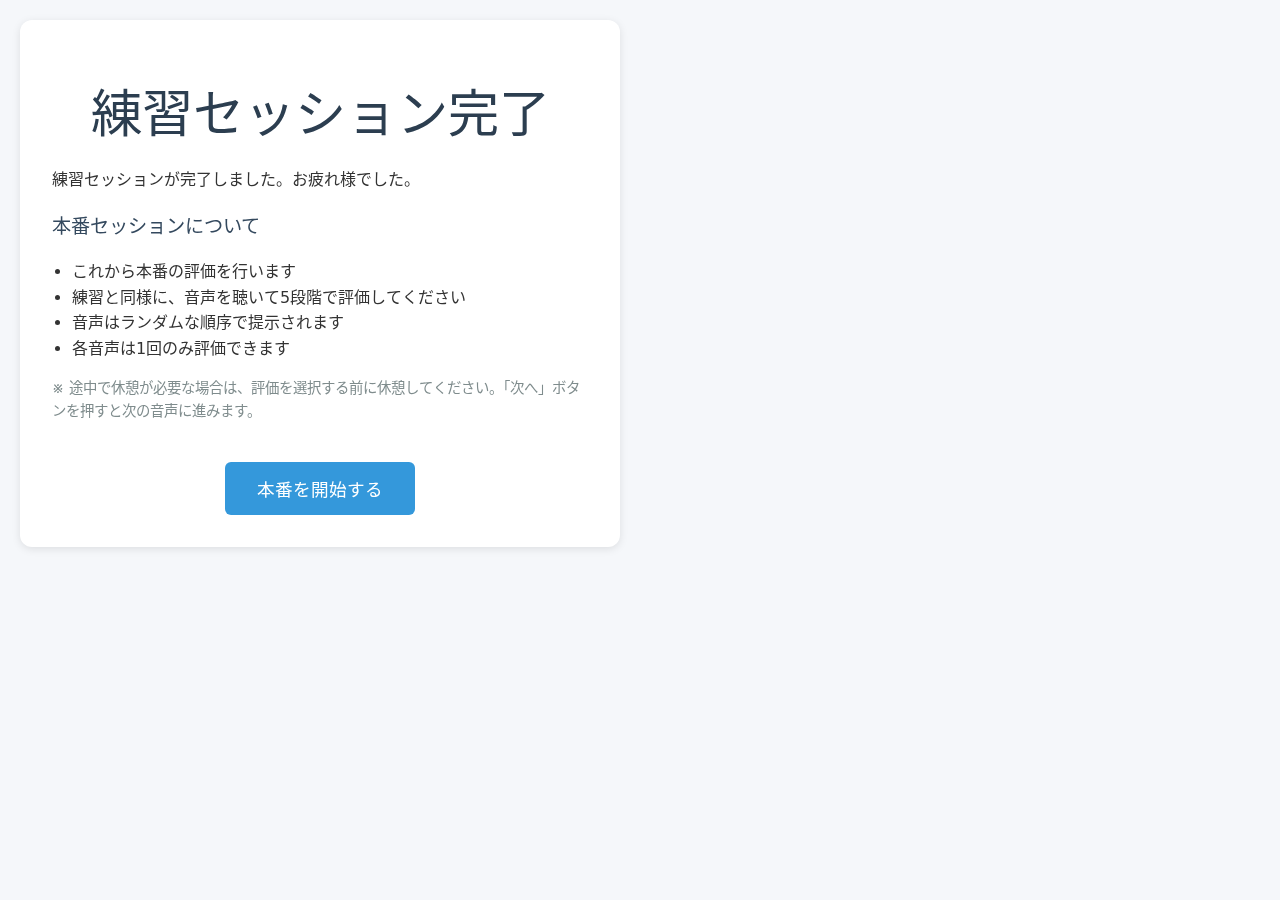 練習セッション完了
練習セッションが完了しました。お疲れ様でした。
本番セッションについて
• これから本番の評価を行います
• 練習と同様に、音声を聴いて5段階で評価してください
• 音声はランダムな順序で提示されます
• 各音声は1回のみ評価できます
※ 途中で休憩が必要な場合は、評価を選択する前に休憩してください。「次へ」ボタ
ンを押すと次の音声に進みます。
本番を開始する